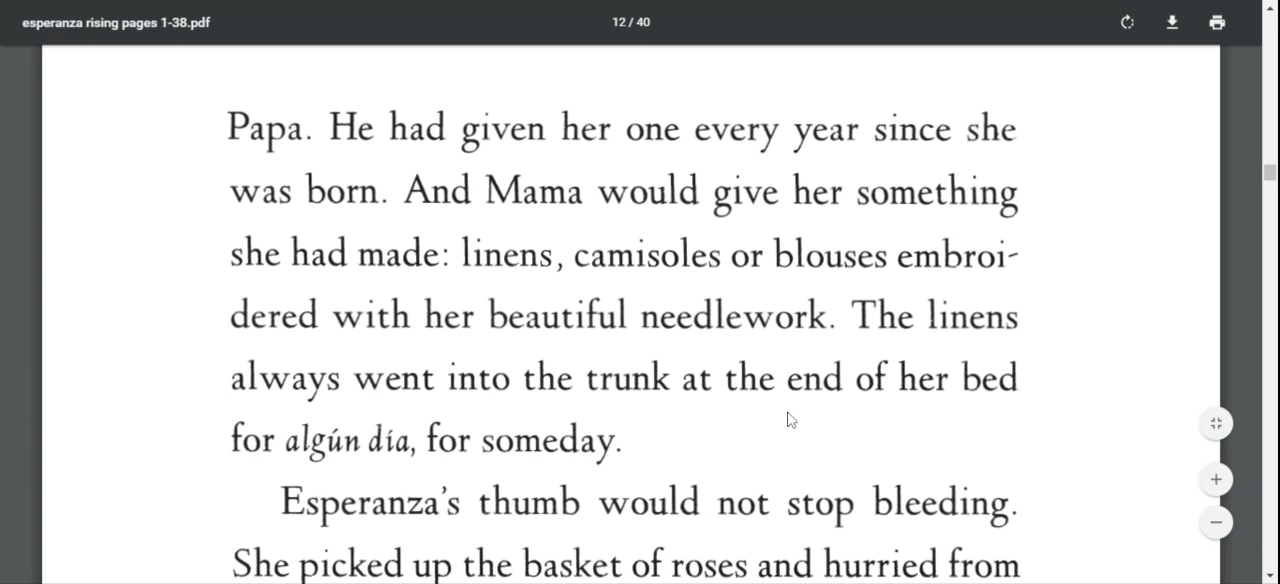 esperanza rising pages 1-38.pdf
12 / 40
Papa. He had given her one every year since she
was born. And Mama would give her something
she had made: linens, camisoles or blouses embroi-
dered with her beautiful needlework. The linens
always went into the trunk at the end of her bed
for algún día, for someday.
Esperanza's thumb would not stop bleeding.
She picked up the basket of roses and hurried from